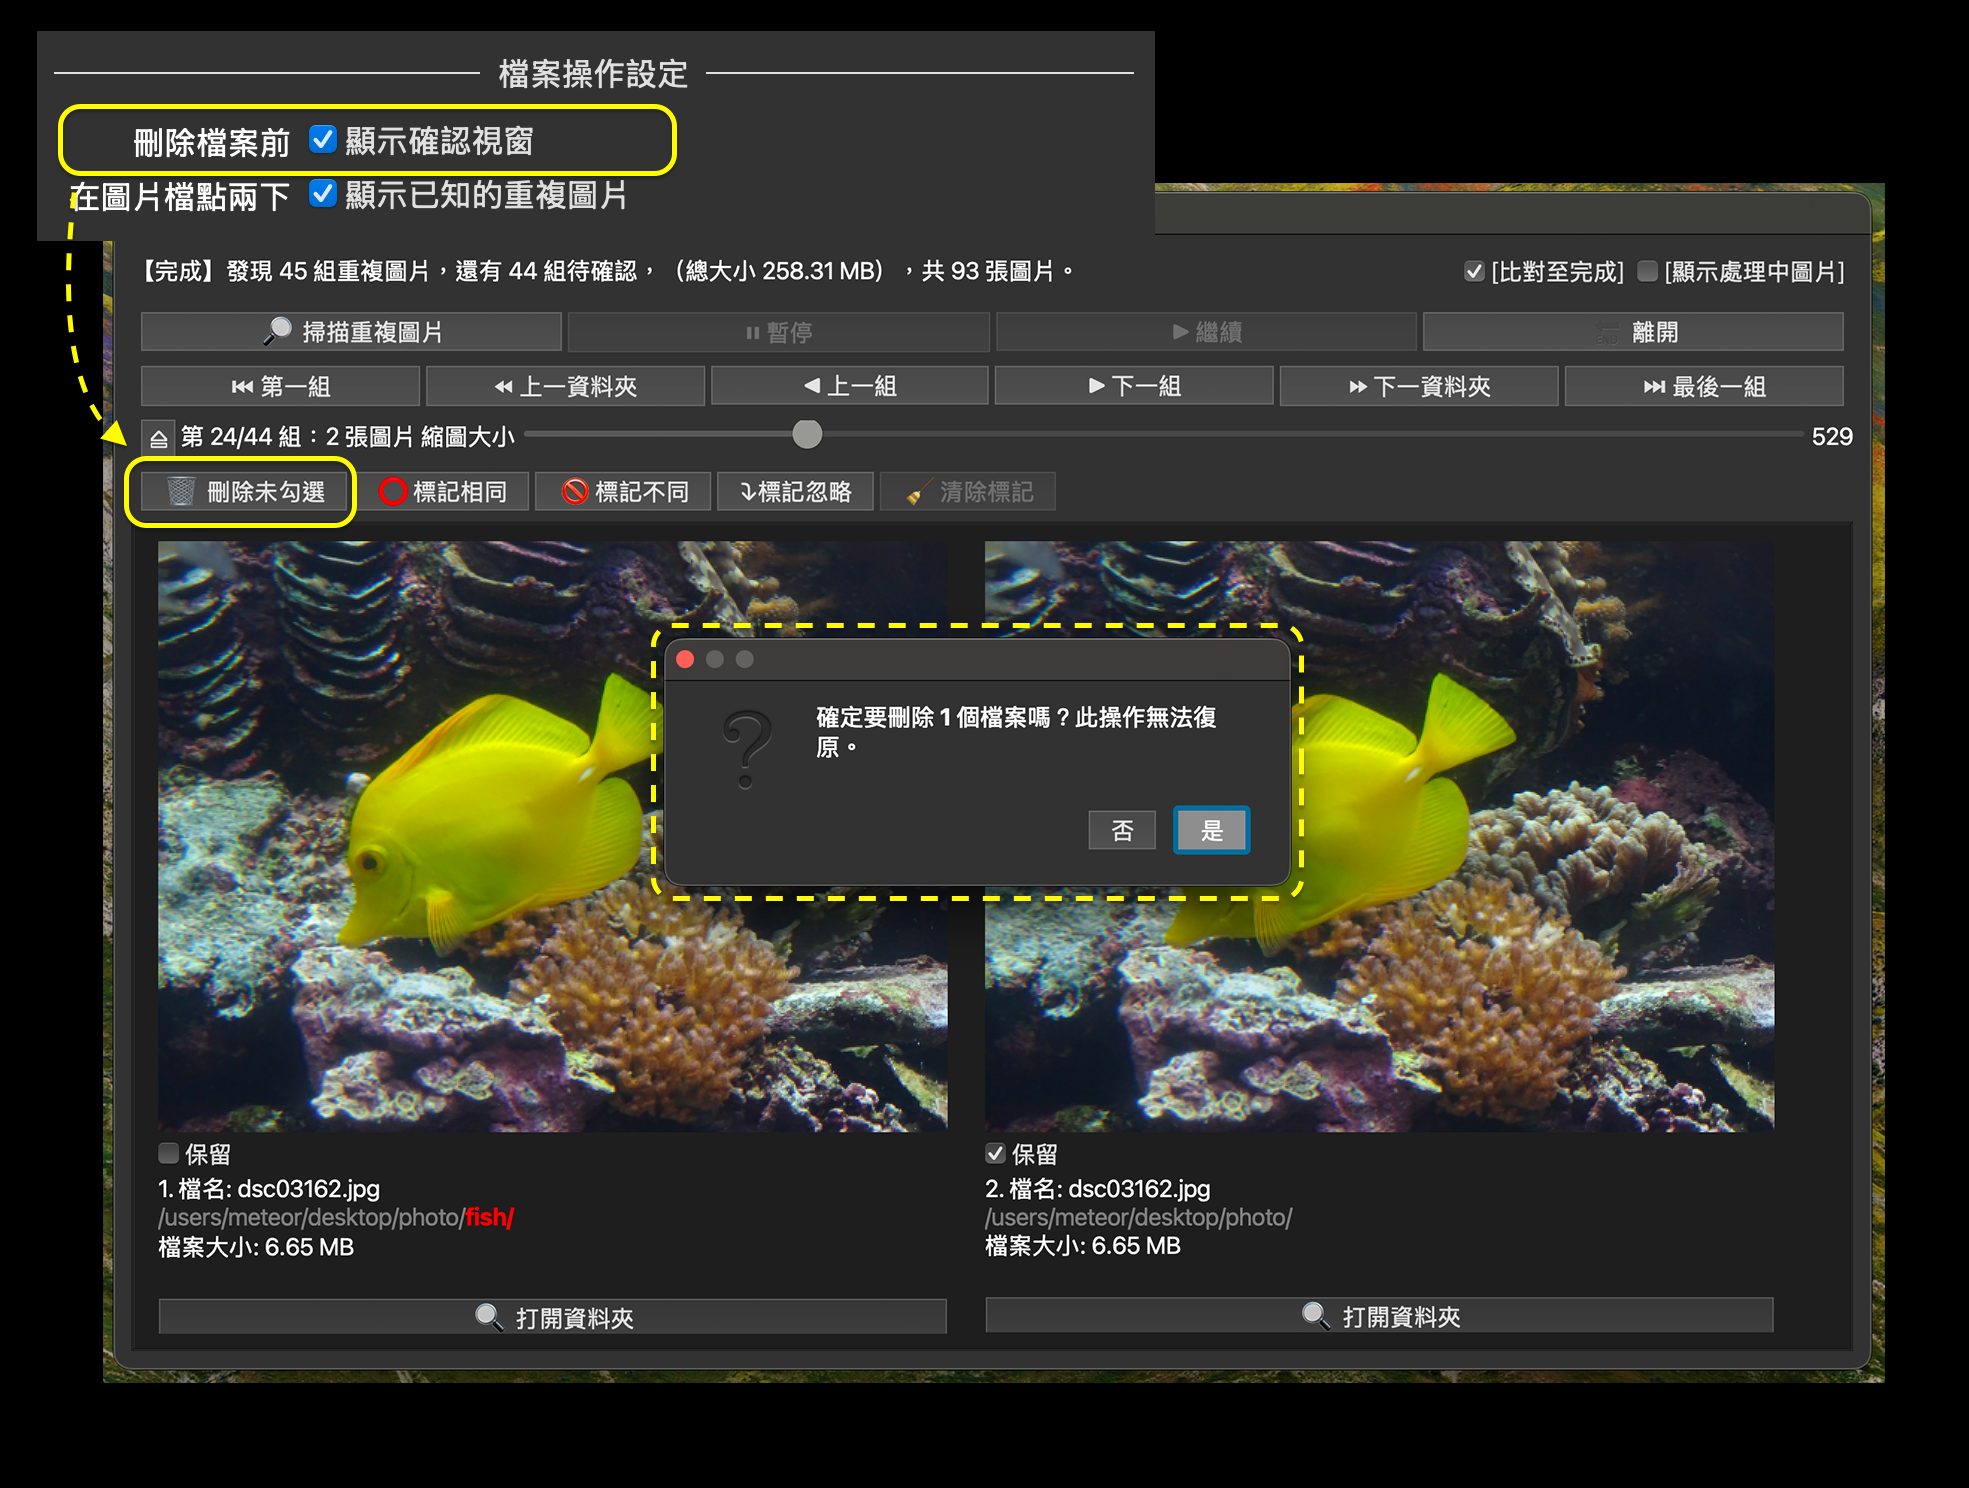 檔案操作設定
刪除檔案前 顯示確認視窗
在圖片檔點兩下 顯示已知的重複圖片
【完成】發現 45 組重複圖片，還有 44 組待確認，（總大小 258.31 MB），共 93 張圖片。 [比對至完成] [顯示處理中圖片]
掃描重複圖片 暫停 繼續 END 離開
第一組 上一資料夾 上一組 下一組 下一資料夾 最後一組
第 24/44 組：2 張圖片 縮圖大小 529
刪除未勾選 標記相同 標記不同 標記忽略 清除標記
確定要刪除 1 個檔案嗎？此操作無法復
原。
否 是
保留
1. 檔名: dsc03162.jpg
/users/meteor/desktop/photo/fish/
檔案大小: 6.65 MB
打開資料夾
保留
2. 檔名: dsc03162.jpg
/users/meteor/desktop/photo/
檔案大小: 6.65 MB
打開資料夾